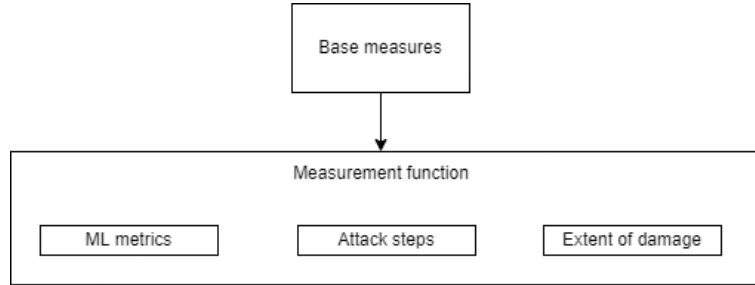 Base measures
Measurement function
ML metrics
Attack steps
Extent of damage